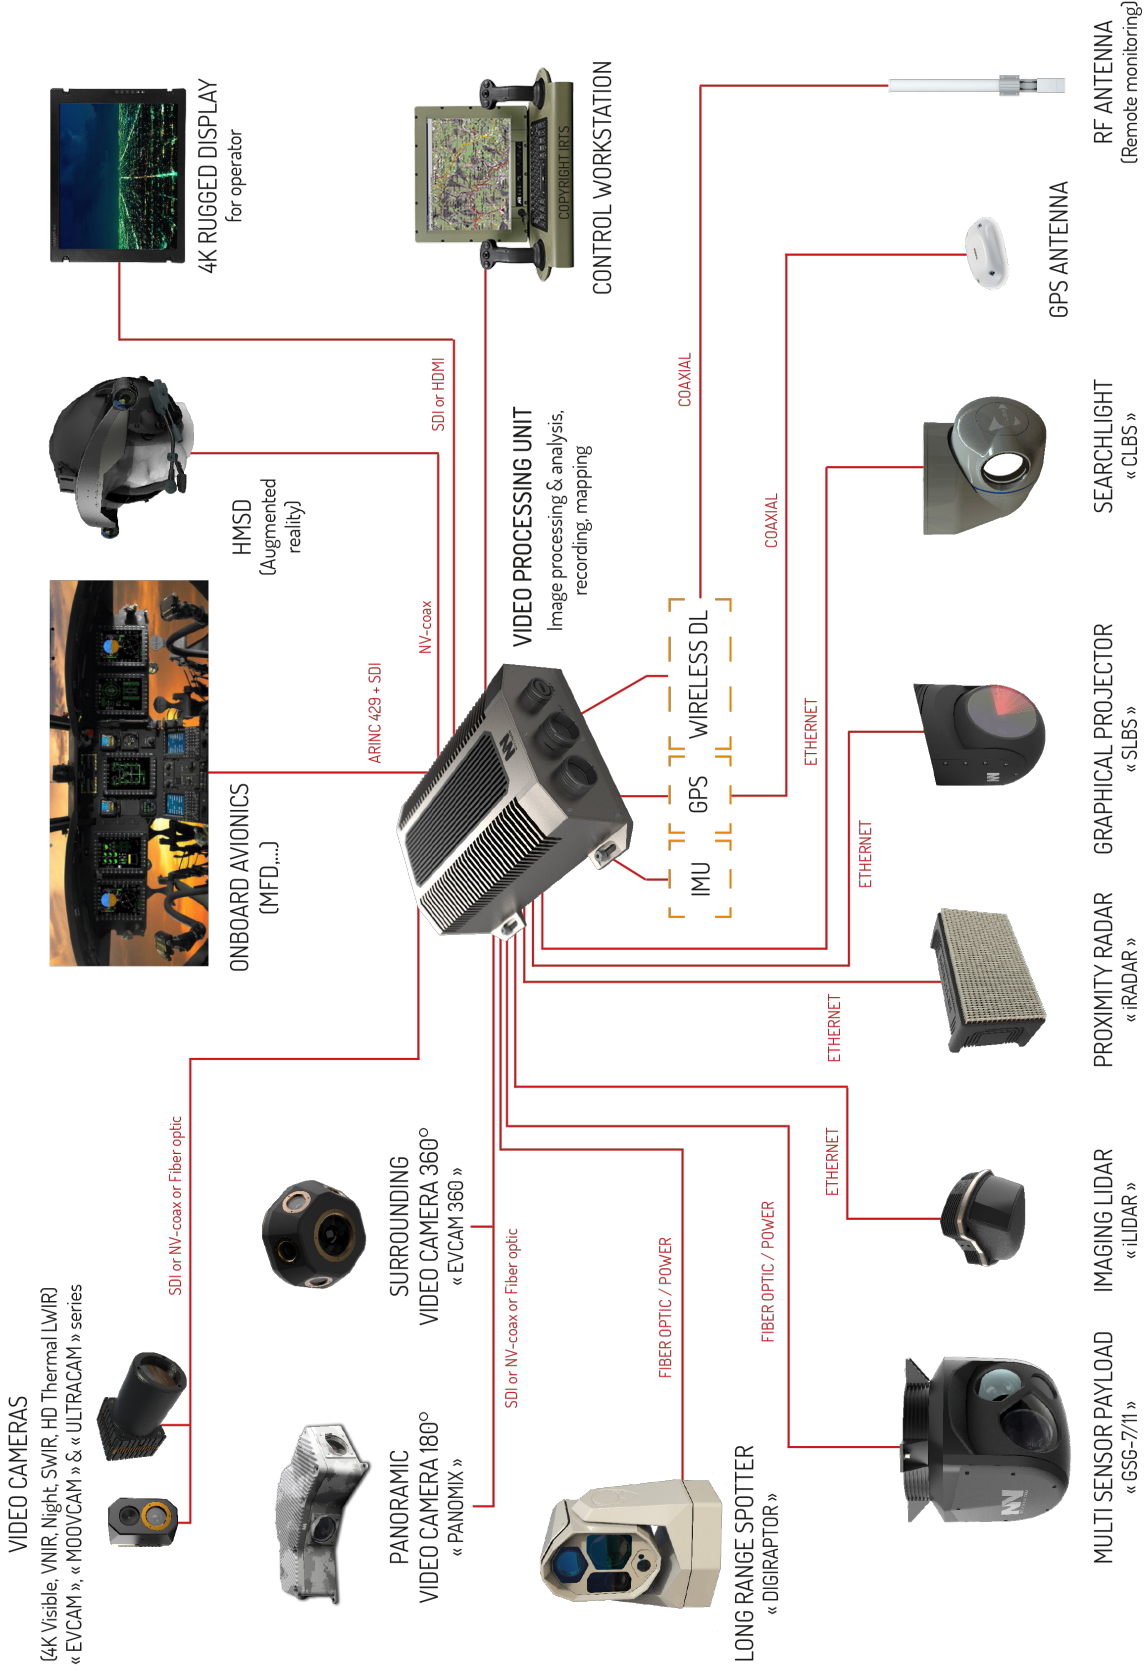 VIDEO CAMERAS
(4K Visible, VNIR, Night, SWIR, HD Thermal LWIR)
« EVCAM », « MOOVCAM » & « ULTRACAM » series
SDI or NV-coax or Fiber optic
PANORAMIC
VIDEO CAMERA 180°
« PANOMIX »
SURROUNDING
VIDEO CAMERA 360°
« EVCAM 360 »
SDI or NV-coax or Fiber optic
LONG RANGE SPOTTER
« DIGIRAPTOR »
FIBER OPTIC / POWER
MULTI SENSOR PAYLOAD
« GSG-7/11 »
FIBER OPTIC / POWER
IMAGING LIDAR
« iLIDAR »
ETHERNET
PROXIMITY RADAR
« iRADAR »
ETHERNET
GRAPHICAL PROJECTOR
« SLBS »
ETHERNET
SEARCHLIGHT
« CLBS »
ETHERNET
GPS ANTENNA
COAXIAL
RF ANTENNA
(Remote monitoring)
COAXIAL
IMU
GPS
WIRELESS DL
VIDEO PROCESSING UNIT
Image processing & analysis,
recording, mapping
ONBOARD AVIONICS
(MFD,...)
ARINC 429 + SDI
HMSD
(Augmented
reality)
NV-coax
4K RUGGED DISPLAY
for operator
SDI or HDMI
CONTROL WORKSTATION
COPYRIGHT IRTS